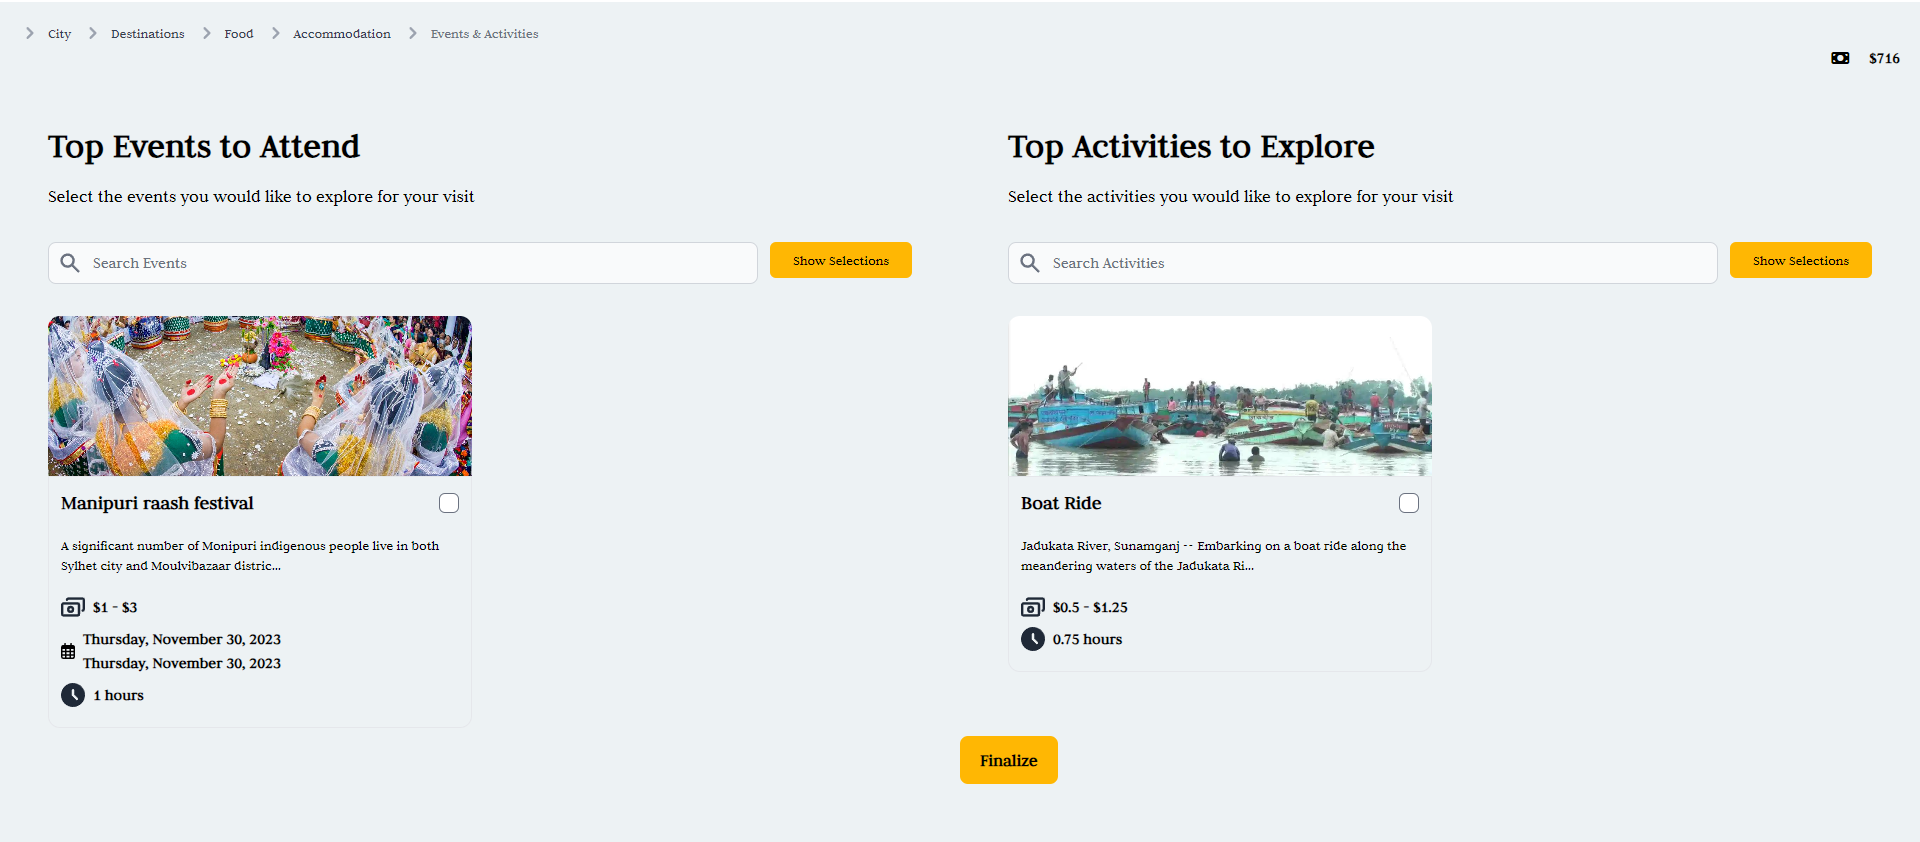 City
Destinations
Food
Accommodation
Events & Activities
$716
Top Events to Attend
Select the events you would like to explore for your visit
Search Events
Show Selections
Manipuri raash festival
A significant number of Monipuri indigenous people live in both
Sylhet city and Moulvibazaar distric...
$1 - $3
Thursday, November 30, 2023
Thursday, November 30, 2023
1 hours
Top Activities to Explore
Select the activities you would like to explore for your visit
Search Activities
Show Selections
Boat Ride
Jadukata River, Sunamganj -- Embarking on a boat ride along the
meandering waters of the Jadukata Ri...
$0.5 - $1.25
0.75 hours
Finalize